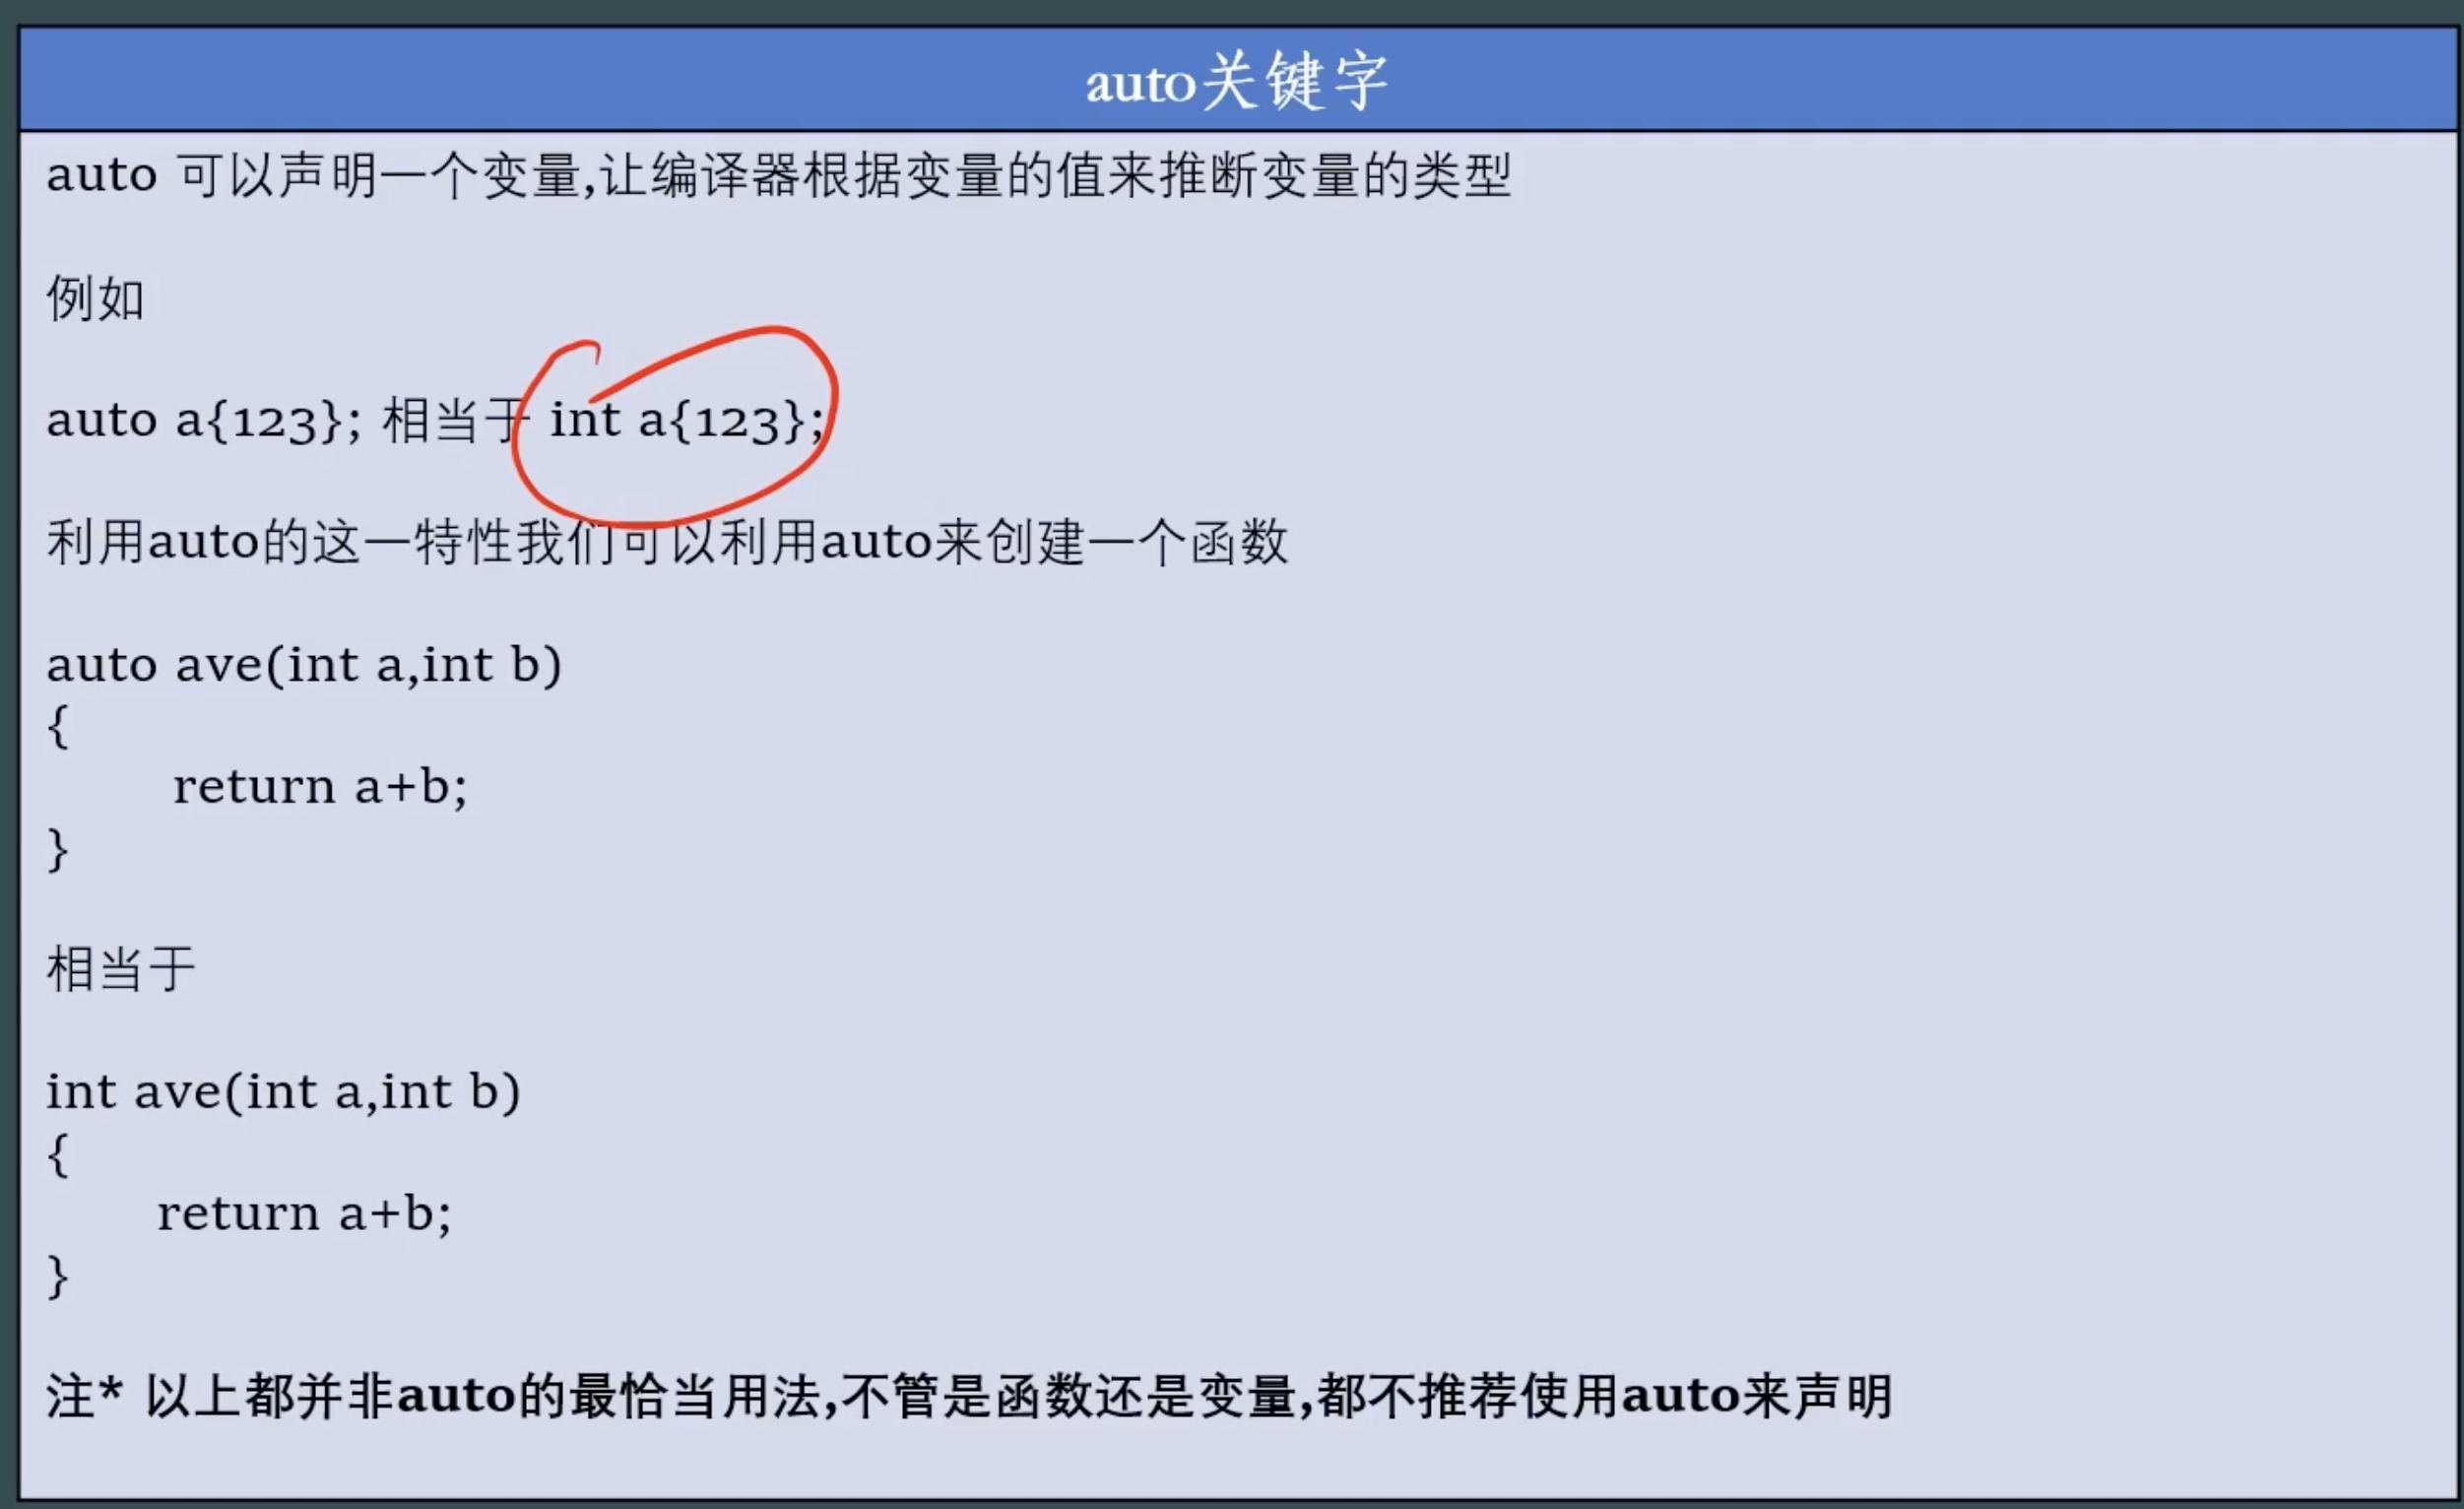 auto关键字
auto 可以声明一个变量,让编译器根据变量的值来推断变量的类型
例如
auto a{123}; 相当于 int a{123};
利用auto的这一特性我们可以利用auto来创建一个函数
auto ave(int a,int b)
{
return a+b;
}
相当于
int ave(int a,int b)
{
return a+b;
}
注* 以上都并非auto的最恰当用法,不管是函数还是变量,都不推荐使用auto来声明